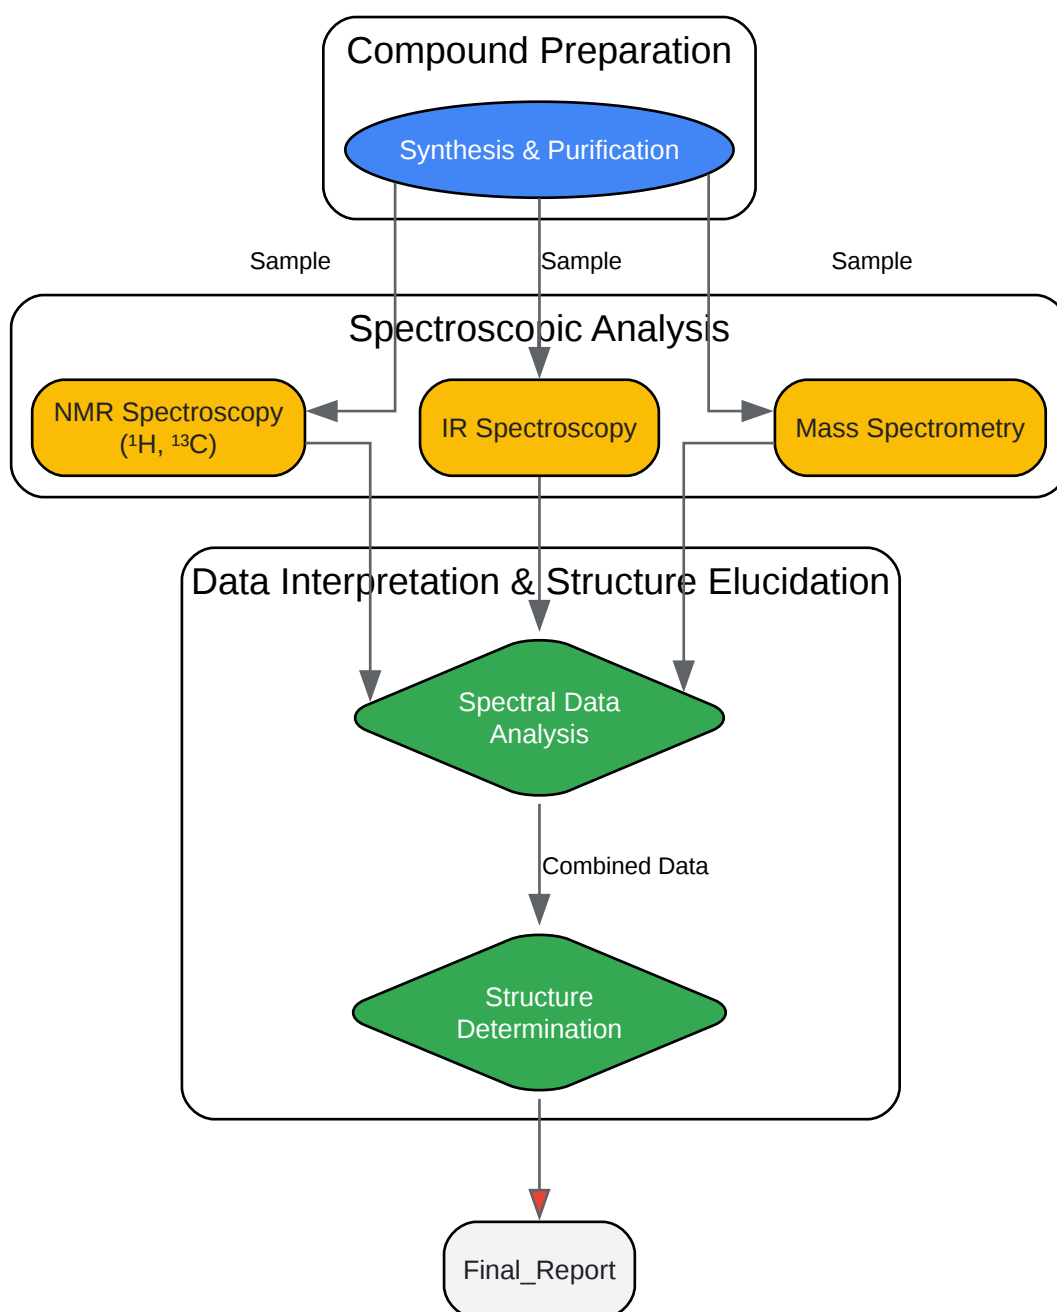 Compound Preparation
Synthesis & Purification
Sample
Sample
Sample
Spectroscopic Analysis
NMR Spectroscopy
(¹H, ¹³C)
IR Spectroscopy
Mass Spectrometry
Data Interpretation & Structure Elucidation
Spectral Data
Analysis
Combined Data
Structure
Determination
Final_Report